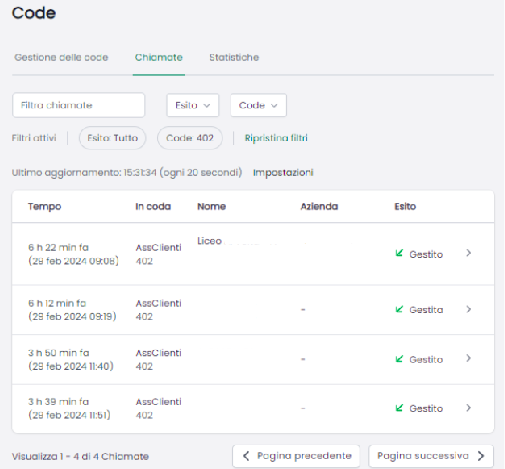 Code
Gestione delle code Chiamate Statistiche
Filtra chiamate Esito Code
Filtri attivi Esito: Tutto Code: 402 Ripristina filtri
Ultimo aggiornamento: 15:31:34 (ogni 20 secondi) Impostazioni
Tempo In coda Nome Azienda Esito
Liceo
6 h 22 min fa AssClienti Gestito
(29 feb 2024 09:08) 402
6 h 12 min fa AssClienti - Gestito
(29 feb 2024 09:19) 402
3 h 50 min fa AssClienti - Gestito
(29 feb 2024 11:40) 402
3 h 39 min fa AssClienti - Gestito
(29 feb 2024 11:51) 402
Visualizza 1 - 4 di 4 Chiamate Pagina precedente Pagina successiva